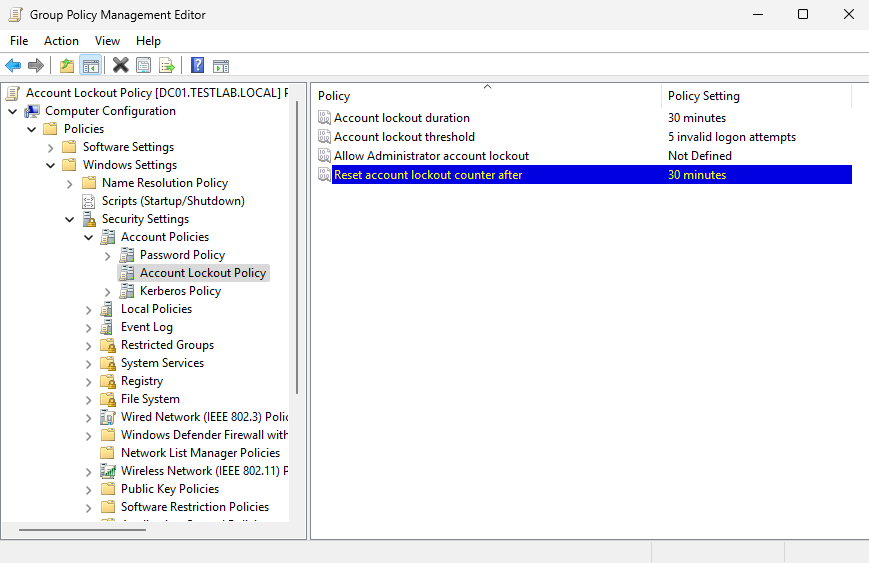 Group Policy Management Editor
File Action View Help
Account Lockout Policy [DC01.TESTLAB.LOCAL] P
Computer Configuration
Policies
Software Settings
Windows Settings
Name Resolution Policy
Scripts (Startup/Shutdown)
Security Settings
Account Policies
Password Policy
Account Lockout Policy
Kerberos Policy
Local Policies
Event Log
Restricted Groups
System Services
Registry
File System
Wired Network (IEEE 802.3) Polic
Windows Defender Firewall with
Network List Manager Policies
Wireless Network (IEEE 802.11) P
Public Key Policies
Software Restriction Policies
Policy Policy Setting
Account lockout duration 30 minutes
Account lockout threshold 5 invalid logon attempts
Allow Administrator account lockout Not Defined
Reset account lockout counter after 30 minutes